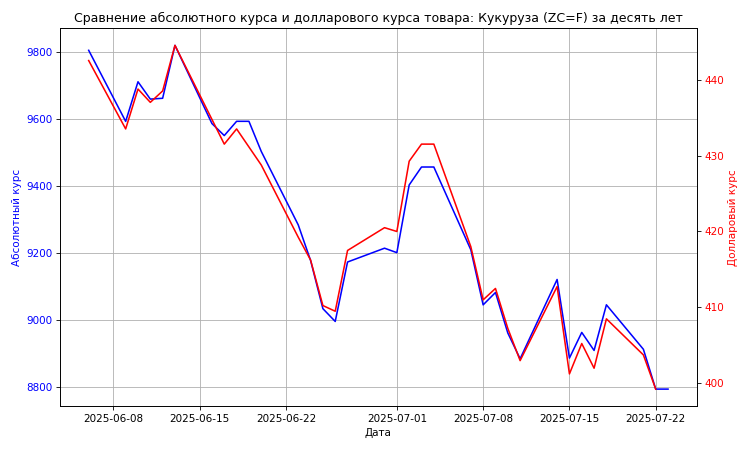 Сравнение абсолютного курса и долларового курса товара: Кукуруза (ZC=F) за десять лет
Абсолютный курс
9800
9600
9400
9200
9000
8800
440
430
420
410
400
Долларовый курс
2025-06-08 2025-06-15 2025-06-22 2025-07-01 2025-07-08 2025-07-15 2025-07-22
Дата